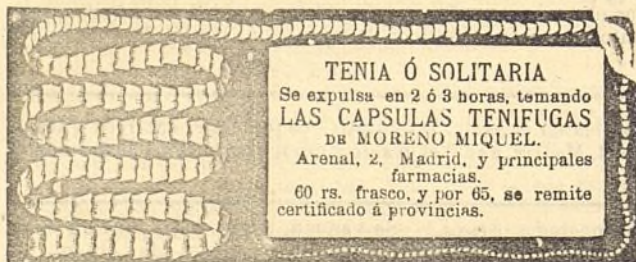 TENIA Ó SOLITARIA
Se expulsa en 2 ó 3 horas, tomando
LAS CAPSULAS TENIFUGAS
DE MORENO MIQUEL.
Arenal, 2, Madrid, y principales
farmacias.
60 rs. frasco, y por 65, se remite
certificado á provincias.